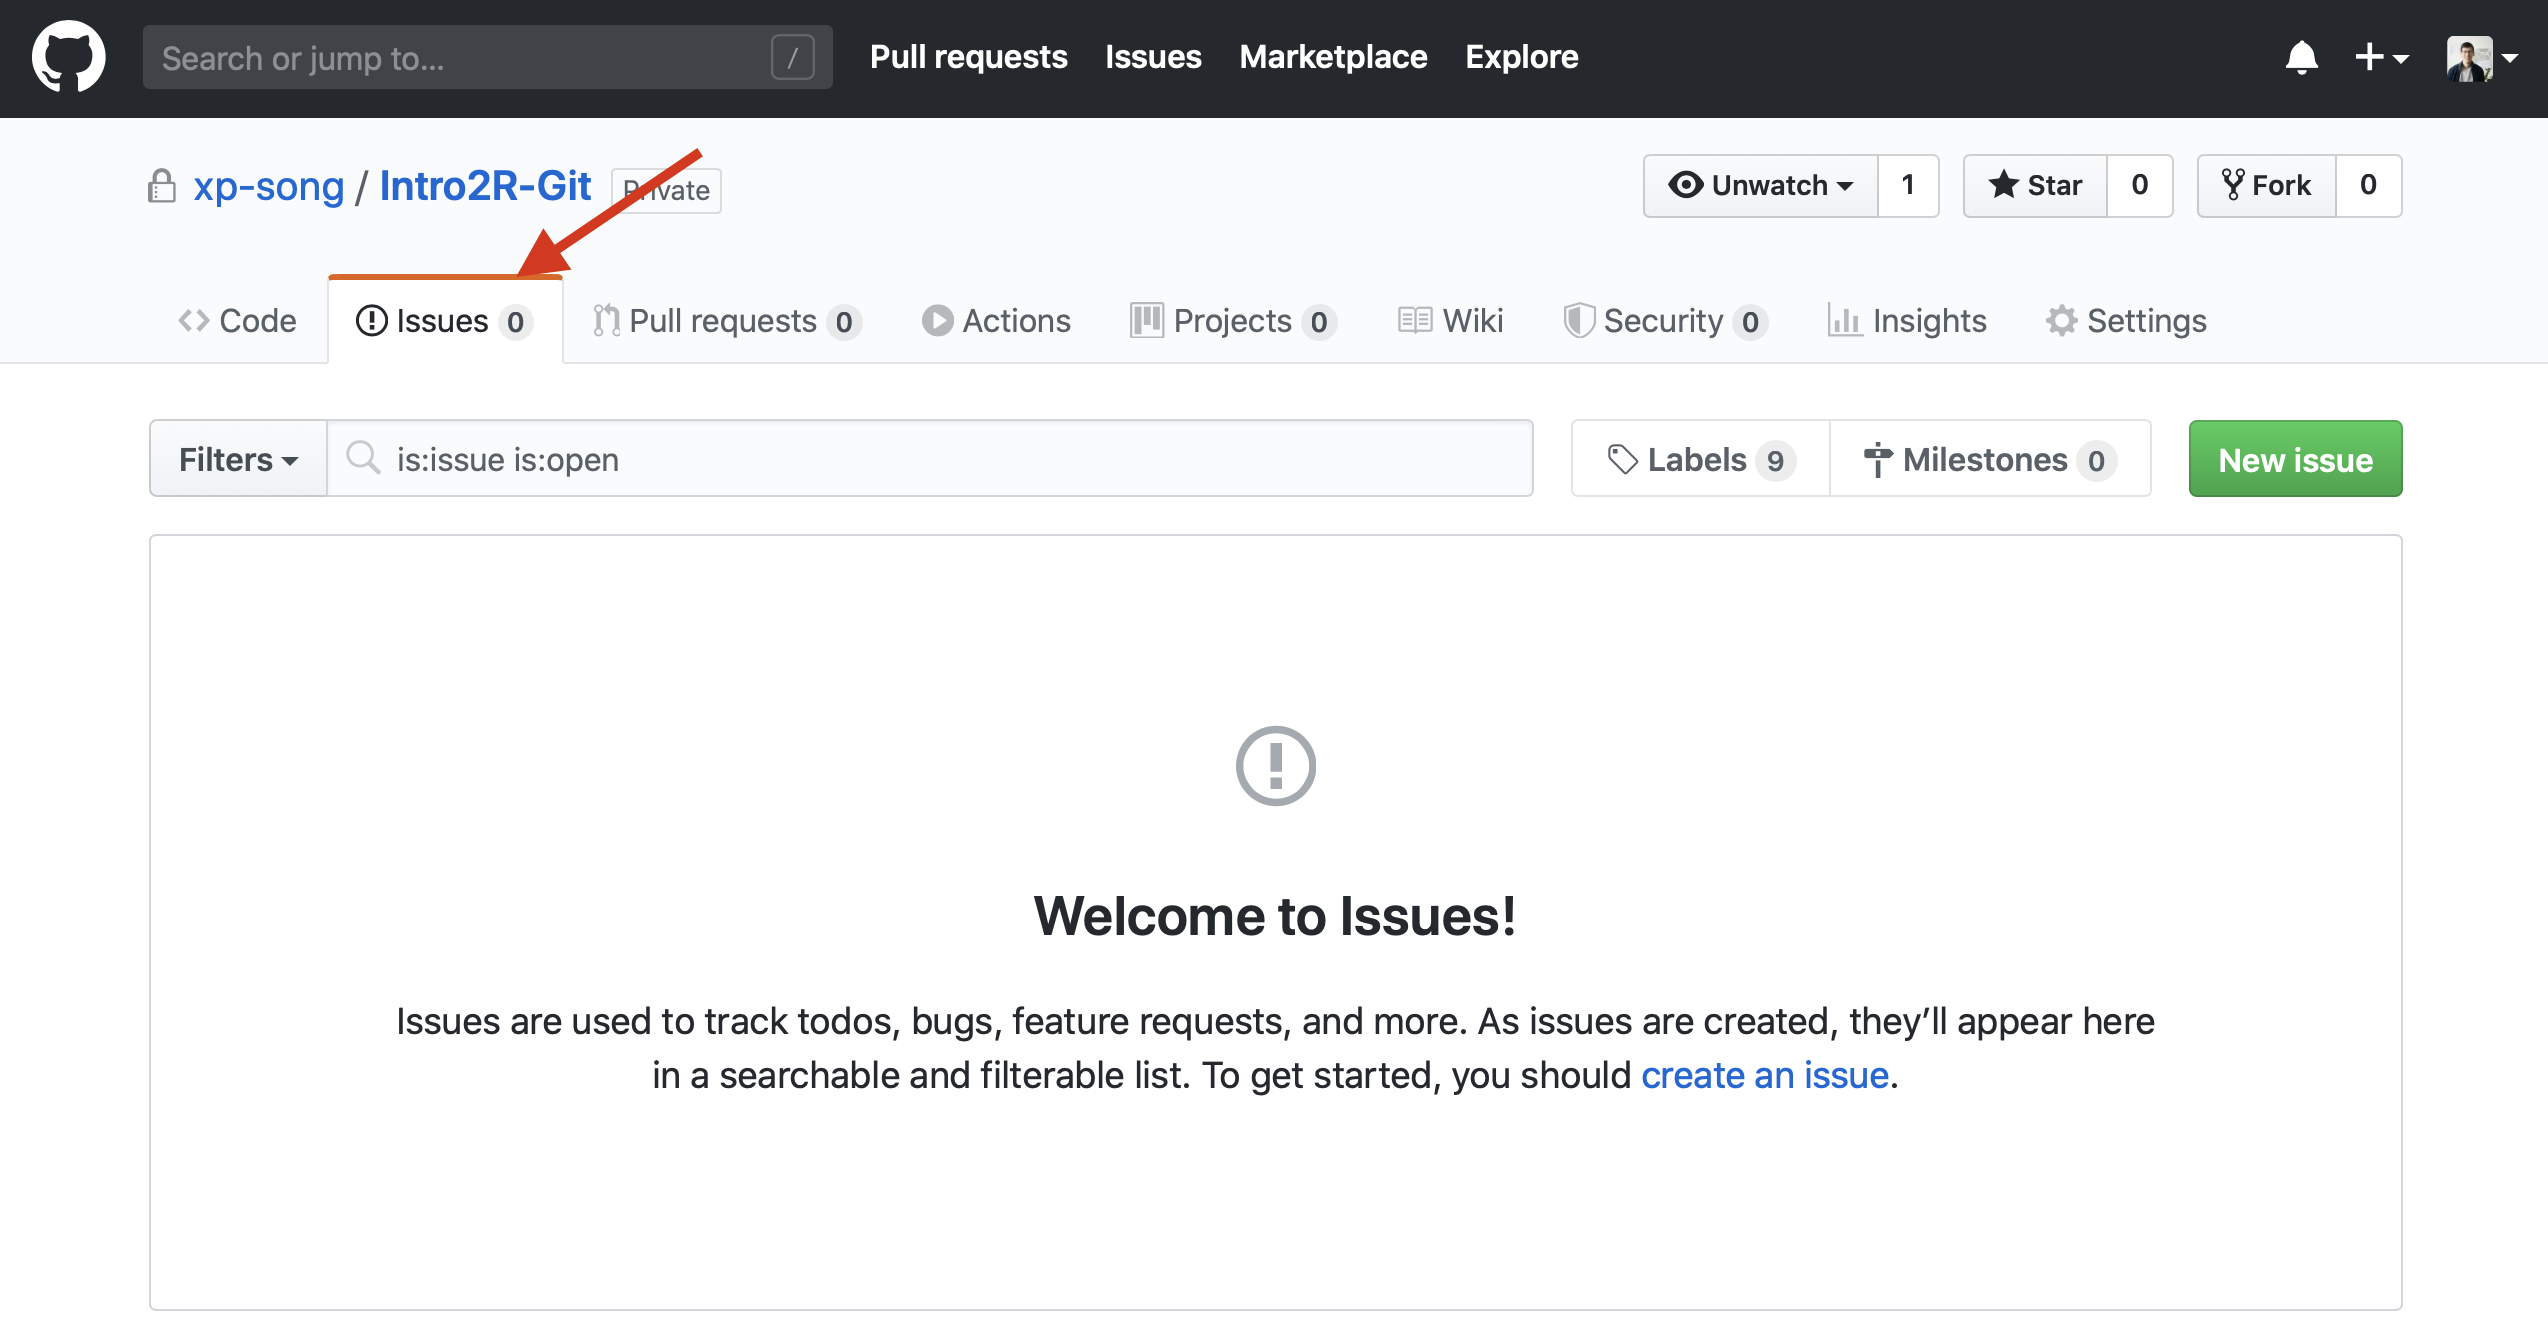 Search or jump to... /
Pull requests Issues Marketplace Explore
xp-song / Intro2R-Git Private
Unwatch 1 Star 0 Fork 0
Code Issues 0 Pull requests 0 Actions Projects 0 Wiki Security 0 Insights Settings
Filters is:issue is:open Labels 9 Milestones 0 New issue
Welcome to Issues!
Issues are used to track todos, bugs, feature requests, and more. As issues are created, they’ll appear here
in a searchable and filterable list. To get started, you should create an issue.